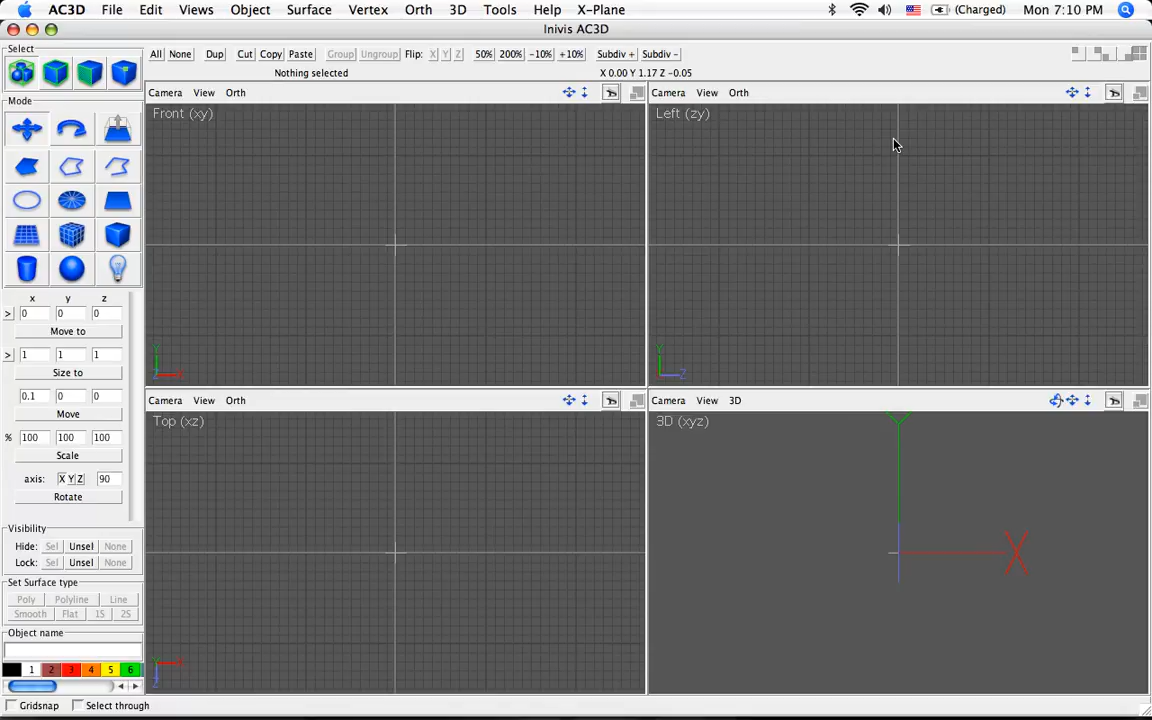 AC3D File Edit Views Object Surface Vertex Orth 3D Tools Help X-Plane (Charged) Mon 7:10 PM
Inivis AC3D
Select
All None Dup Cut Copy Paste Group Ungroup Flip: X Y Z 50% 200% -10% +10% Subdiv + Subdiv -
Nothing selected X 0.00 Y 1.17 Z -0.05
Camera View Orth
Camera View Orth
Mode
Front (xy)
Left (zy)
x y z
> 0 0 0
Move to
> 1 1 1
Size to
Y
Z X
Y
Z
0.1 0 0
Move
Camera View Orth
Camera View 3D
Top (xz)
3D (xyz)
Y
X
% 100 100 100
Scale
axis: X Y Z 90
Rotate
Visibility
Hide: Sel Unsel None
Lock: Sel Unsel None
Set Surface type
Poly Polyline Line
Smooth Flat 1S 2S
Object name
Y X
Z
1 2 3 4 5 6
Gridsnap Select through